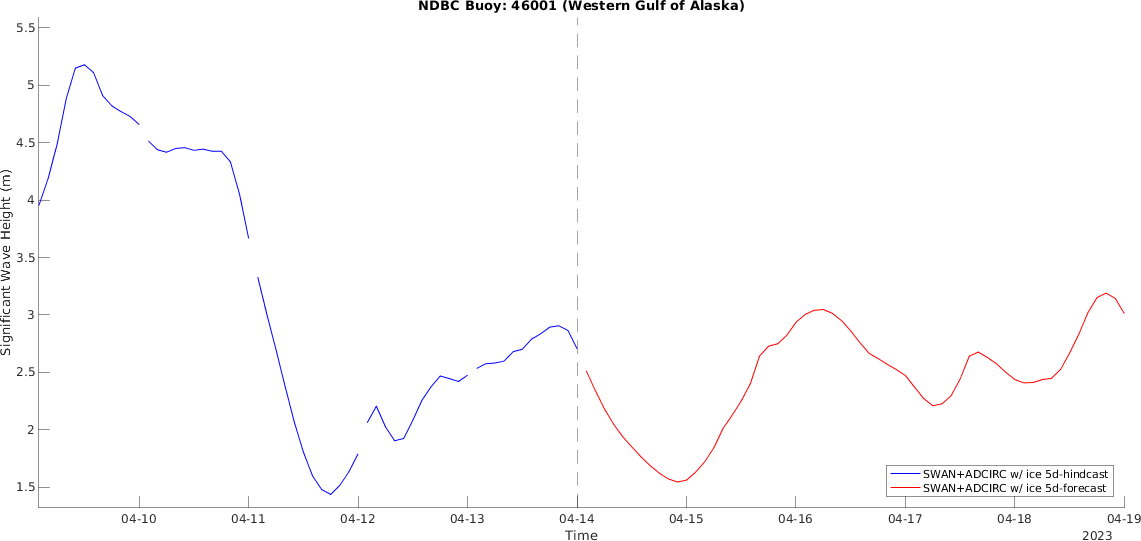 NDBC Buoy: 46001 (Western Gulf of Alaska)
5.5
5
4.5
4
3.5
3
2.5
2
1.5
Significant Wave Height (m)
SWAN+ADCIRC w/ ice 5d-hindcast
SWAN+ADCIRC w/ ice 5d-forecast
04-10 04-11 04-12 04-13 04-14 04-15 04-16 04-17 04-18 04-19
Time
2023